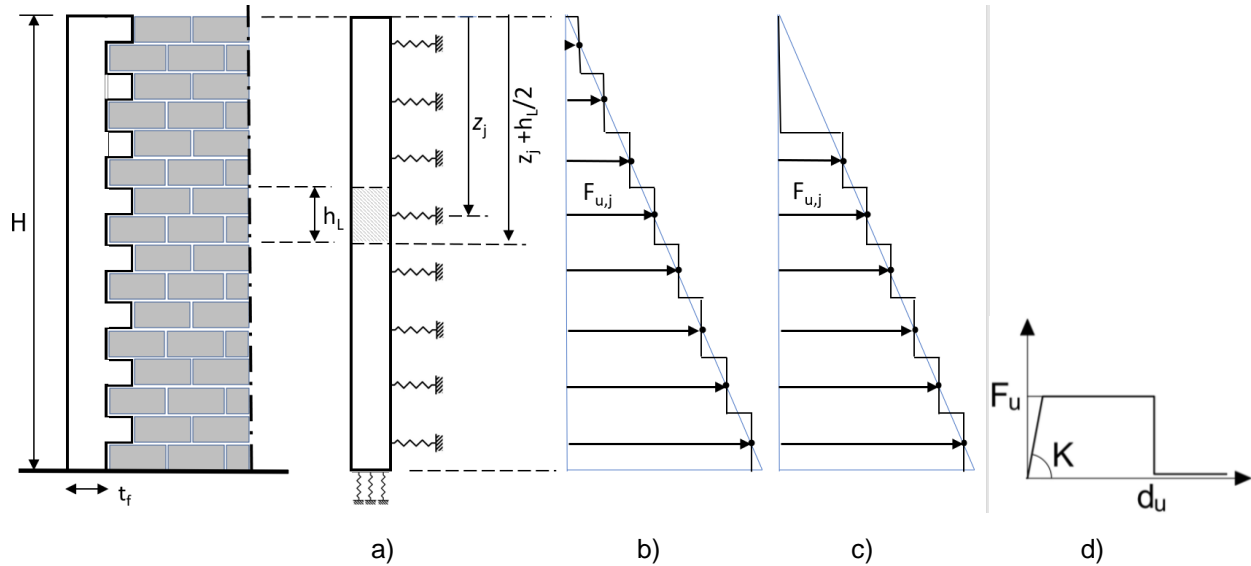 H
t_f
h_L
z_j
z_j + h_L/2
F_u,j
F_u,j
F_u
K
d_u
a)
b)
c)
d)